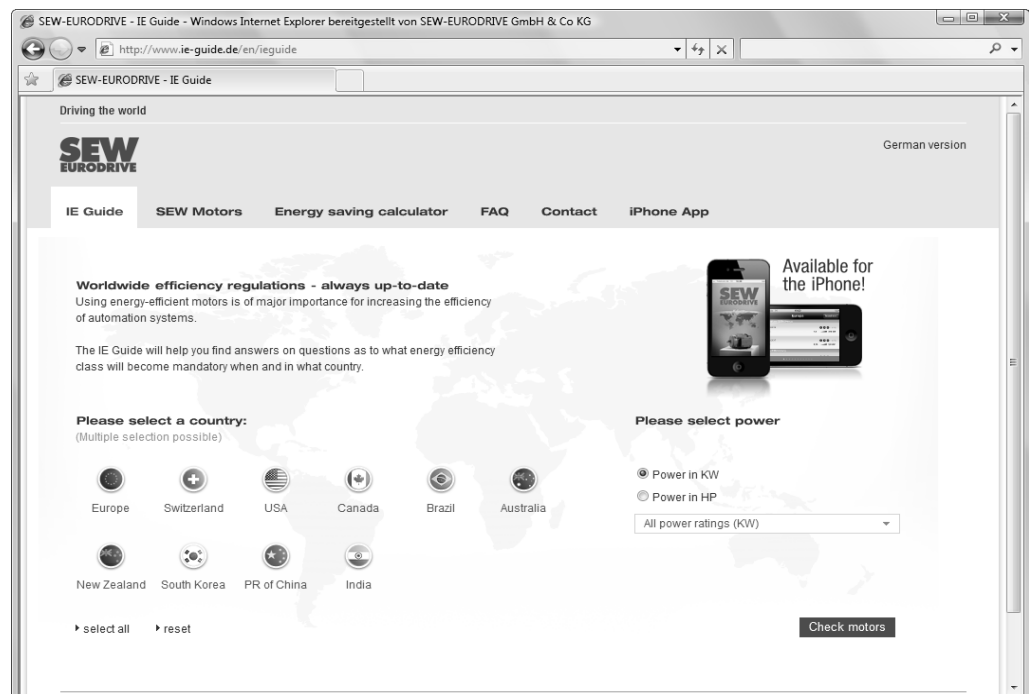 SEW-EURODRIVE - IE Guide - Windows Internet Explorer bereitgestellt von SEW-EURODRIVE GmbH & Co KG
http://www.ie-guide.de/en/ieguide
SEW-EURODRIVE - IE Guide
Driving the world
SEW
EURODRIVE
German version
IE Guide SEW Motors Energy saving calculator FAQ Contact iPhone App
Available for
the iPhone!
Worldwide efficiency regulations - always up-to-date
Using energy-efficient motors is of major importance for increasing the efficiency
of automation systems.
The IE Guide will help you find answers on questions as to what energy efficiency
class will become mandatory when and in what country.
SEW
EURODRIVE
Please select a country:
(Multiple selection possible)
Europe Switzerland USA Canada Brazil Australia
New Zealand South Korea PR of China India
select all reset
Please select power
Power in KW
Power in HP
All power ratings (KW)
Check motors